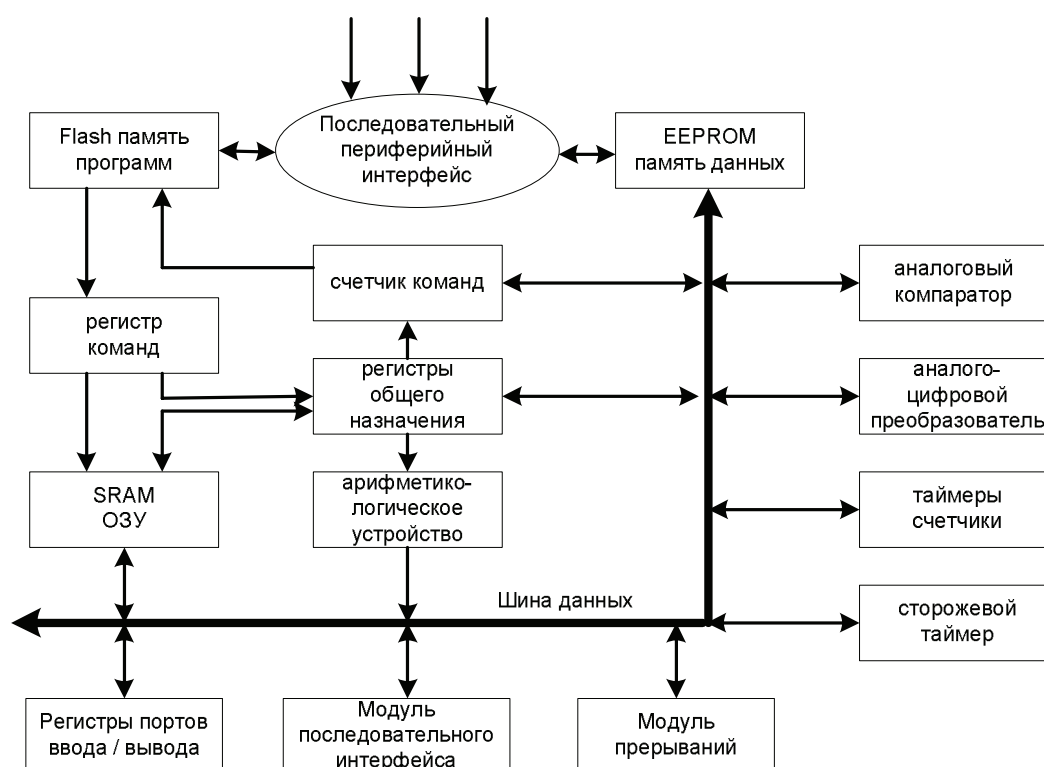 Flash память
программ
Последовательный
периферийный
интерфейс
EEPROM
память данных
счетчик команд
аналоговый
компаратор
регистр
команд
регистры
общего
назначения
аналого-
цифровой
преобразователь
SRAM
ОЗУ
арифметико-
логическое
устройство
таймеры
счетчики
Шина данных
сторожевой
таймер
Регистры портов
ввода / вывода
Модуль
последовательного
интерфейса
Модуль
прерываний